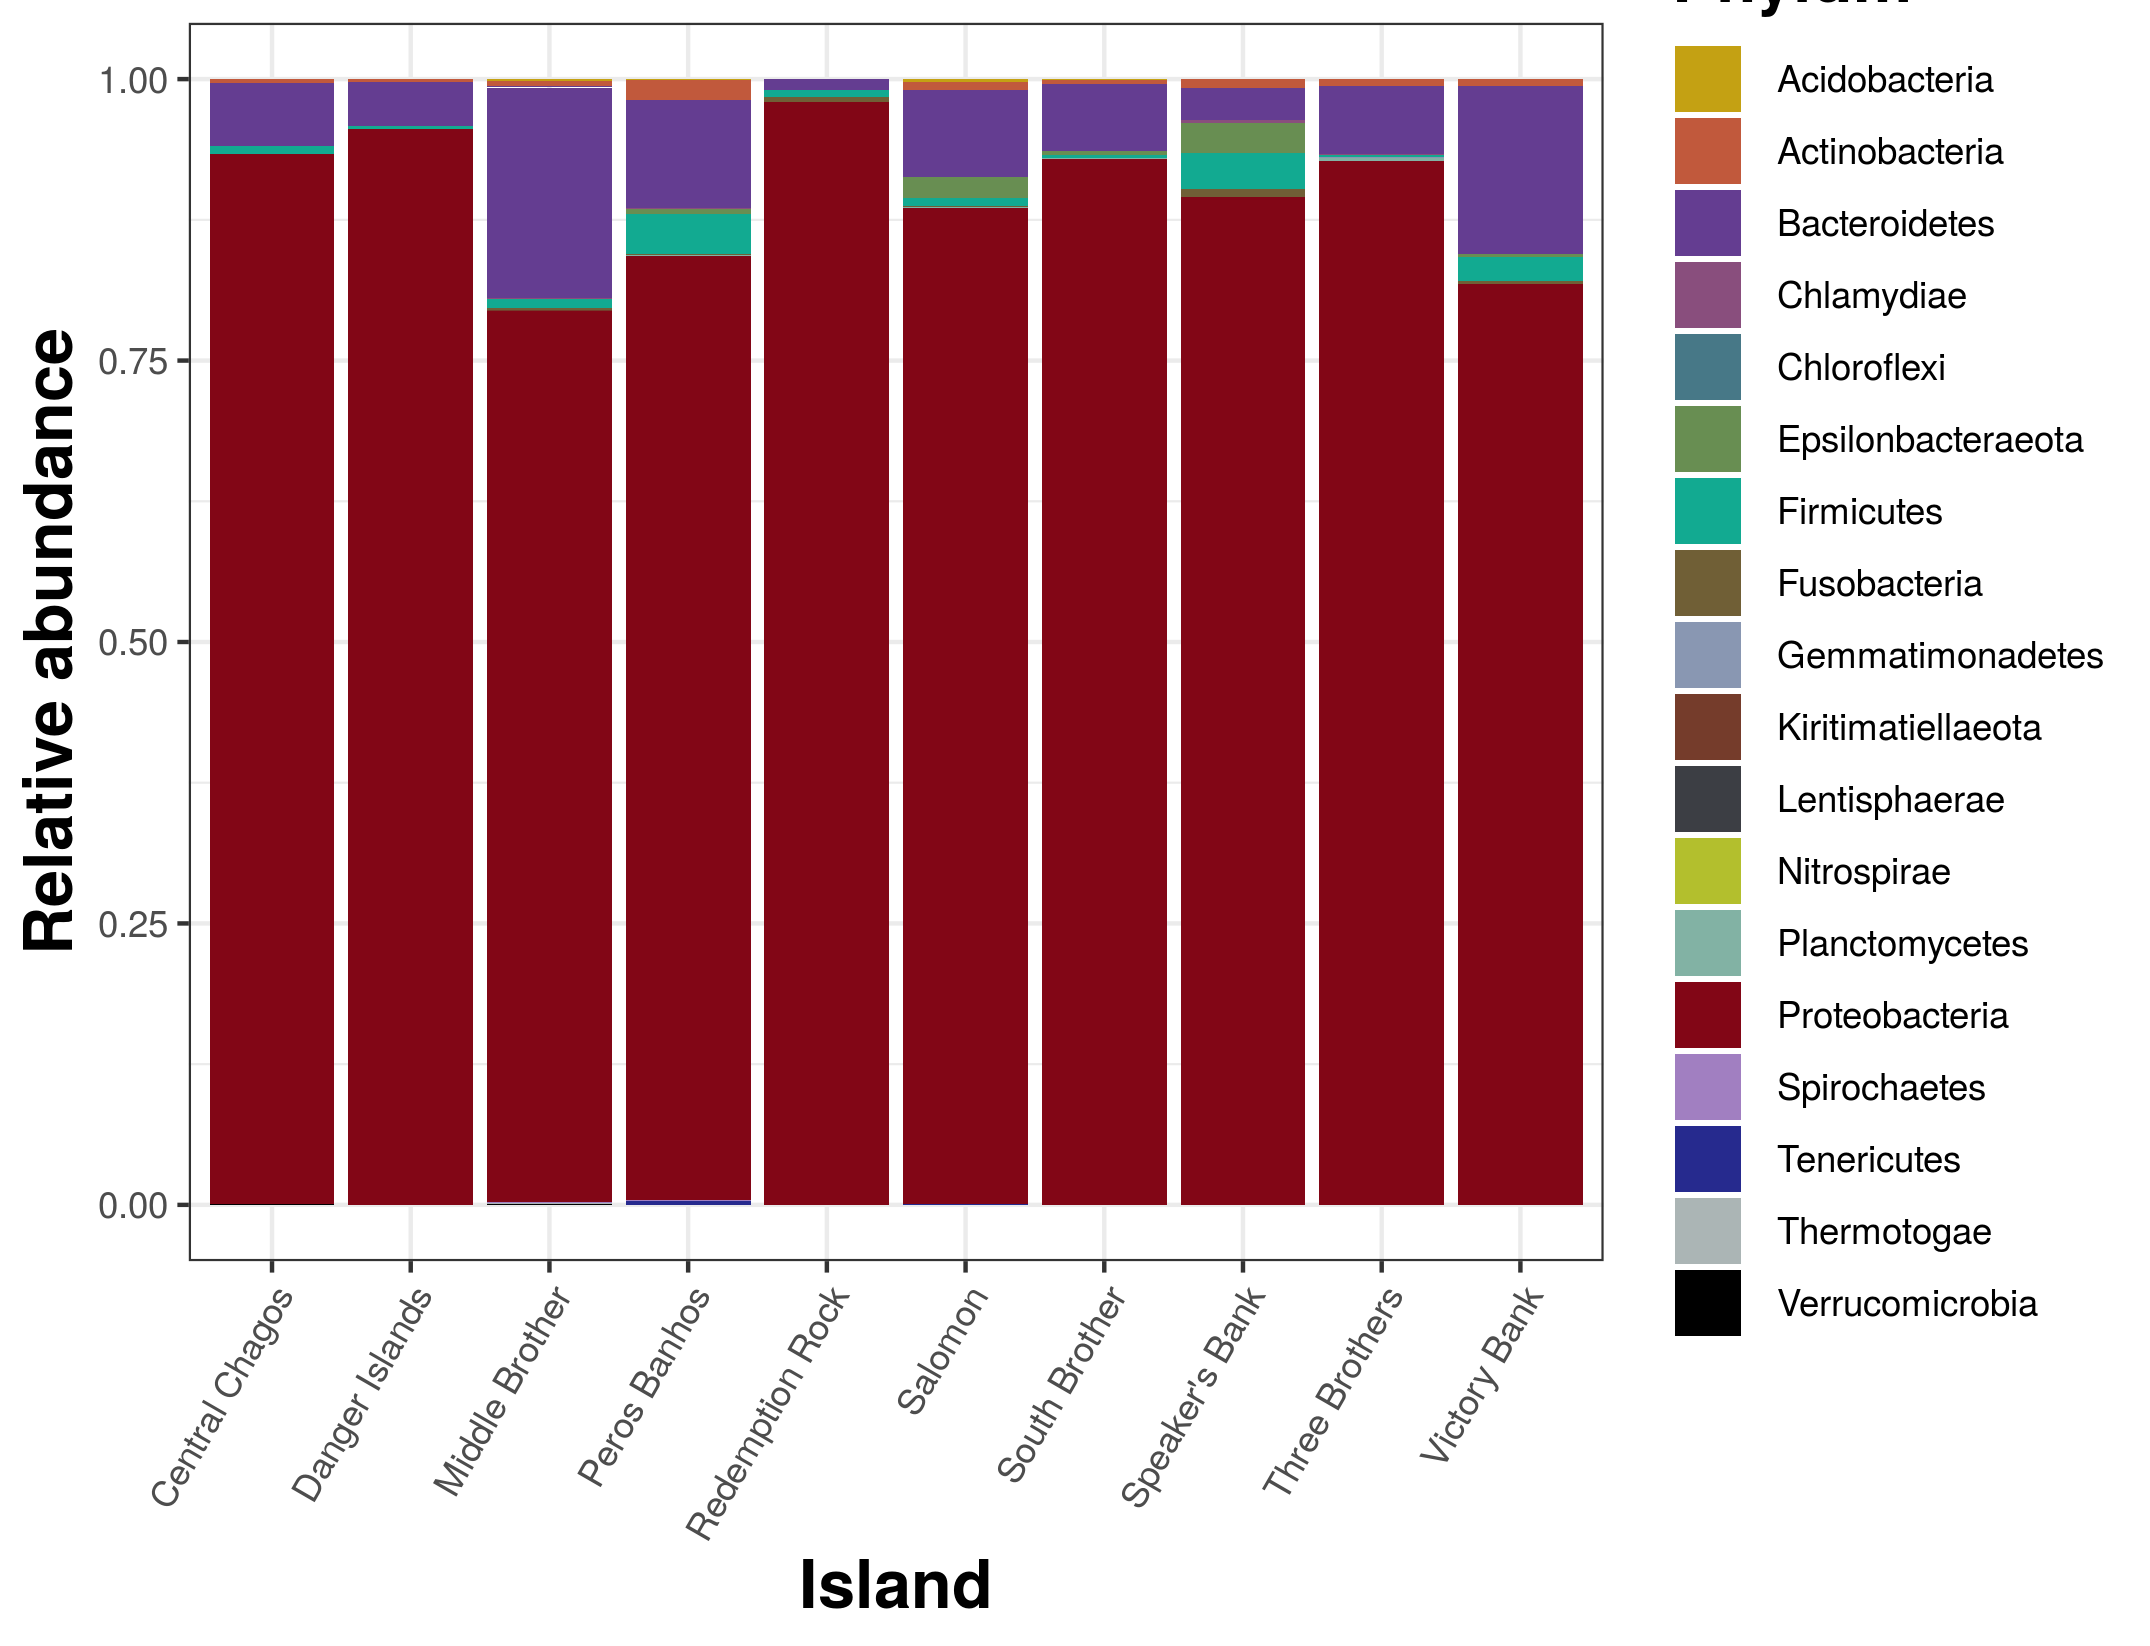 Relative abundance
1.00
0.75
0.50
0.25
0.00
Central Chagos
Danger Islands
Middle Brother
Peros Banhos
Redemption Rock
Salomon
South Brother
Speaker's Bank
Three Brothers
Victory Bank
Island
Phylum
Acidobacteria
Actinobacteria
Bacteroidetes
Chlamydiae
Chloroflexi
Epsilonbacteraeota
Firmicutes
Fusobacteria
Gemmatimonadetes
Kiritimatiellaeota
Lentisphaerae
Nitrospirae
Planctomycetes
Proteobacteria
Spirochaetes
Tenericutes
Thermotogae
Verrucomicrobia